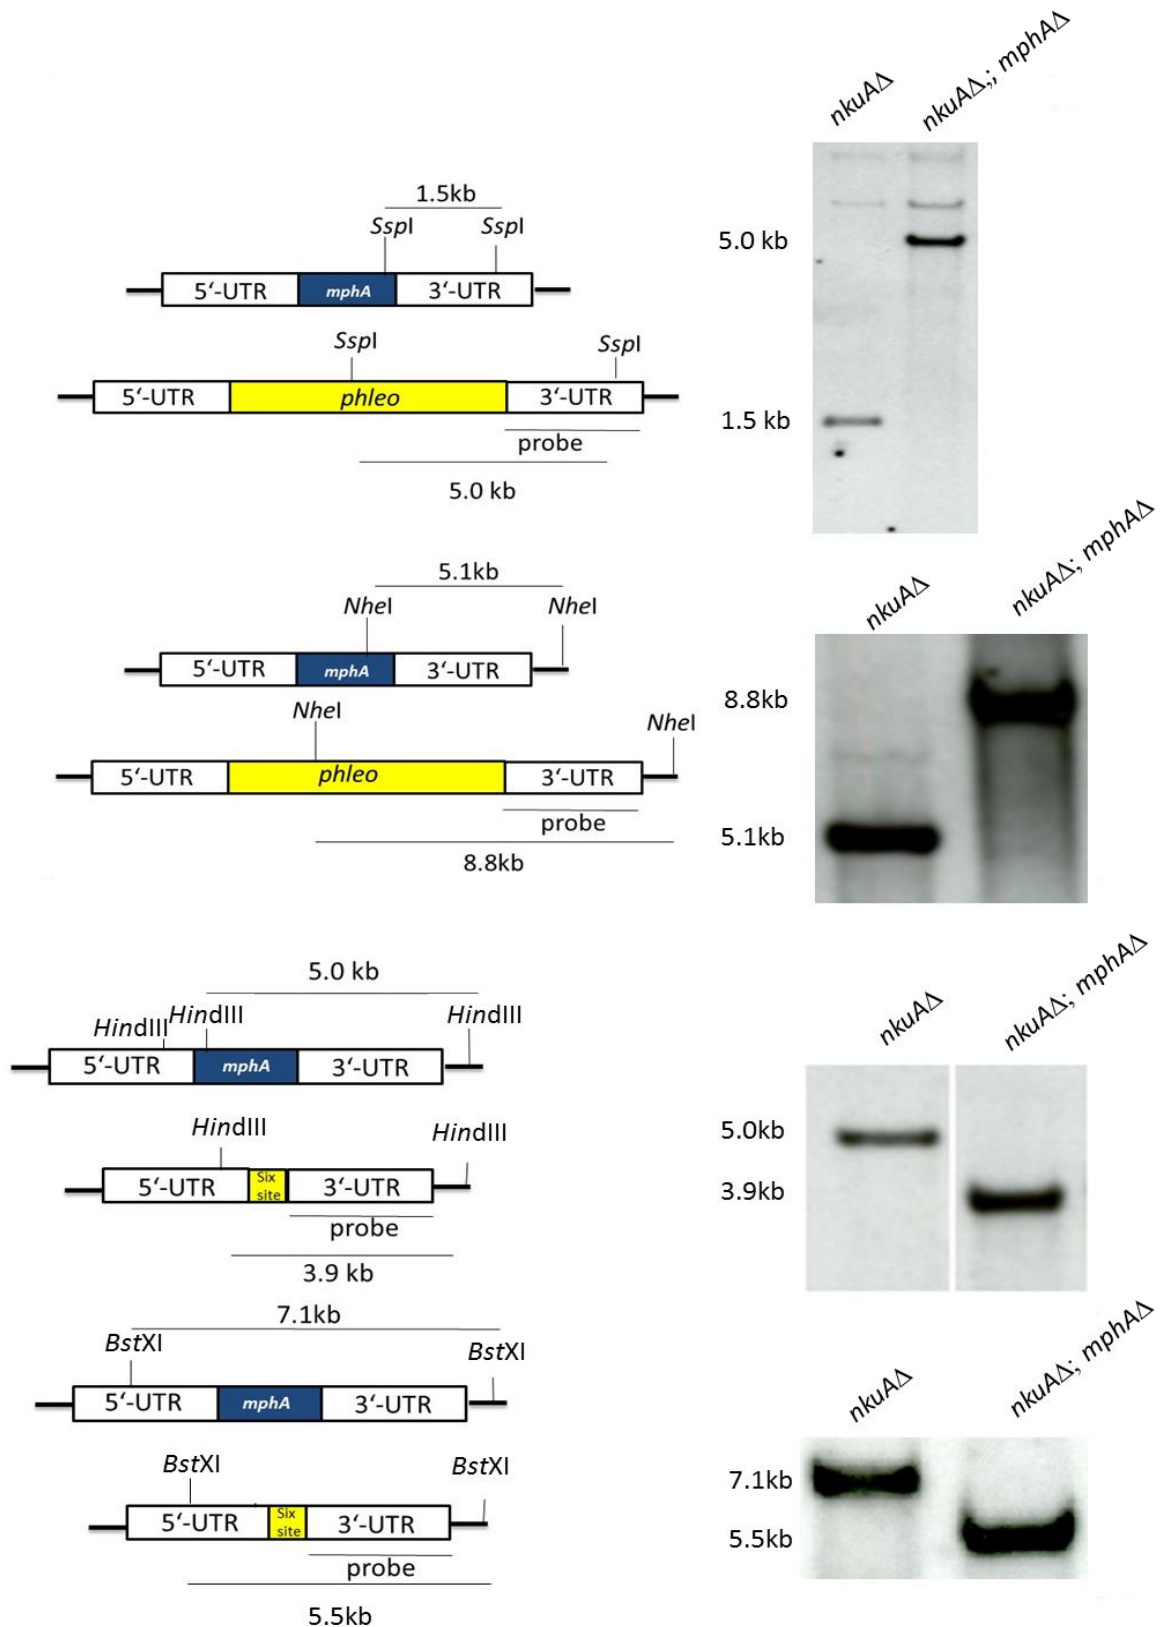 nkuAΔ
nkuAΔ;; mphAΔ
1.5kb
SspI SspI
5.0 kb
5‘-UTR mphA 3‘-UTR
SspI SspI
5‘-UTR phleo 3‘-UTR
1.5 kb
probe
5.0 kb
nkuAΔ
nkuAΔ; mphAΔ
5.1kb
NheI NheI
5‘-UTR mphA 3‘-UTR
8.8kb
NheI NheI
5‘-UTR phleo 3‘-UTR
probe
5.1kb
8.8kb
nkuAΔ
nkuAΔ; mphAΔ
5.0 kb
HindIII HindIII HindIII
5‘-UTR mphA 3‘-UTR
5.0kb
HindIII HindIII
5‘-UTR Six 3‘-UTR
site
3.9kb
probe
3.9 kb
7.1kb
BstXI BstXI
nkuAΔ
nkuAΔ; mphAΔ
5‘-UTR mphA 3‘-UTR
BstXI BstXI
7.1kb
5‘-UTR Six 3‘-UTR
site
5.5kb
probe
5.5kb